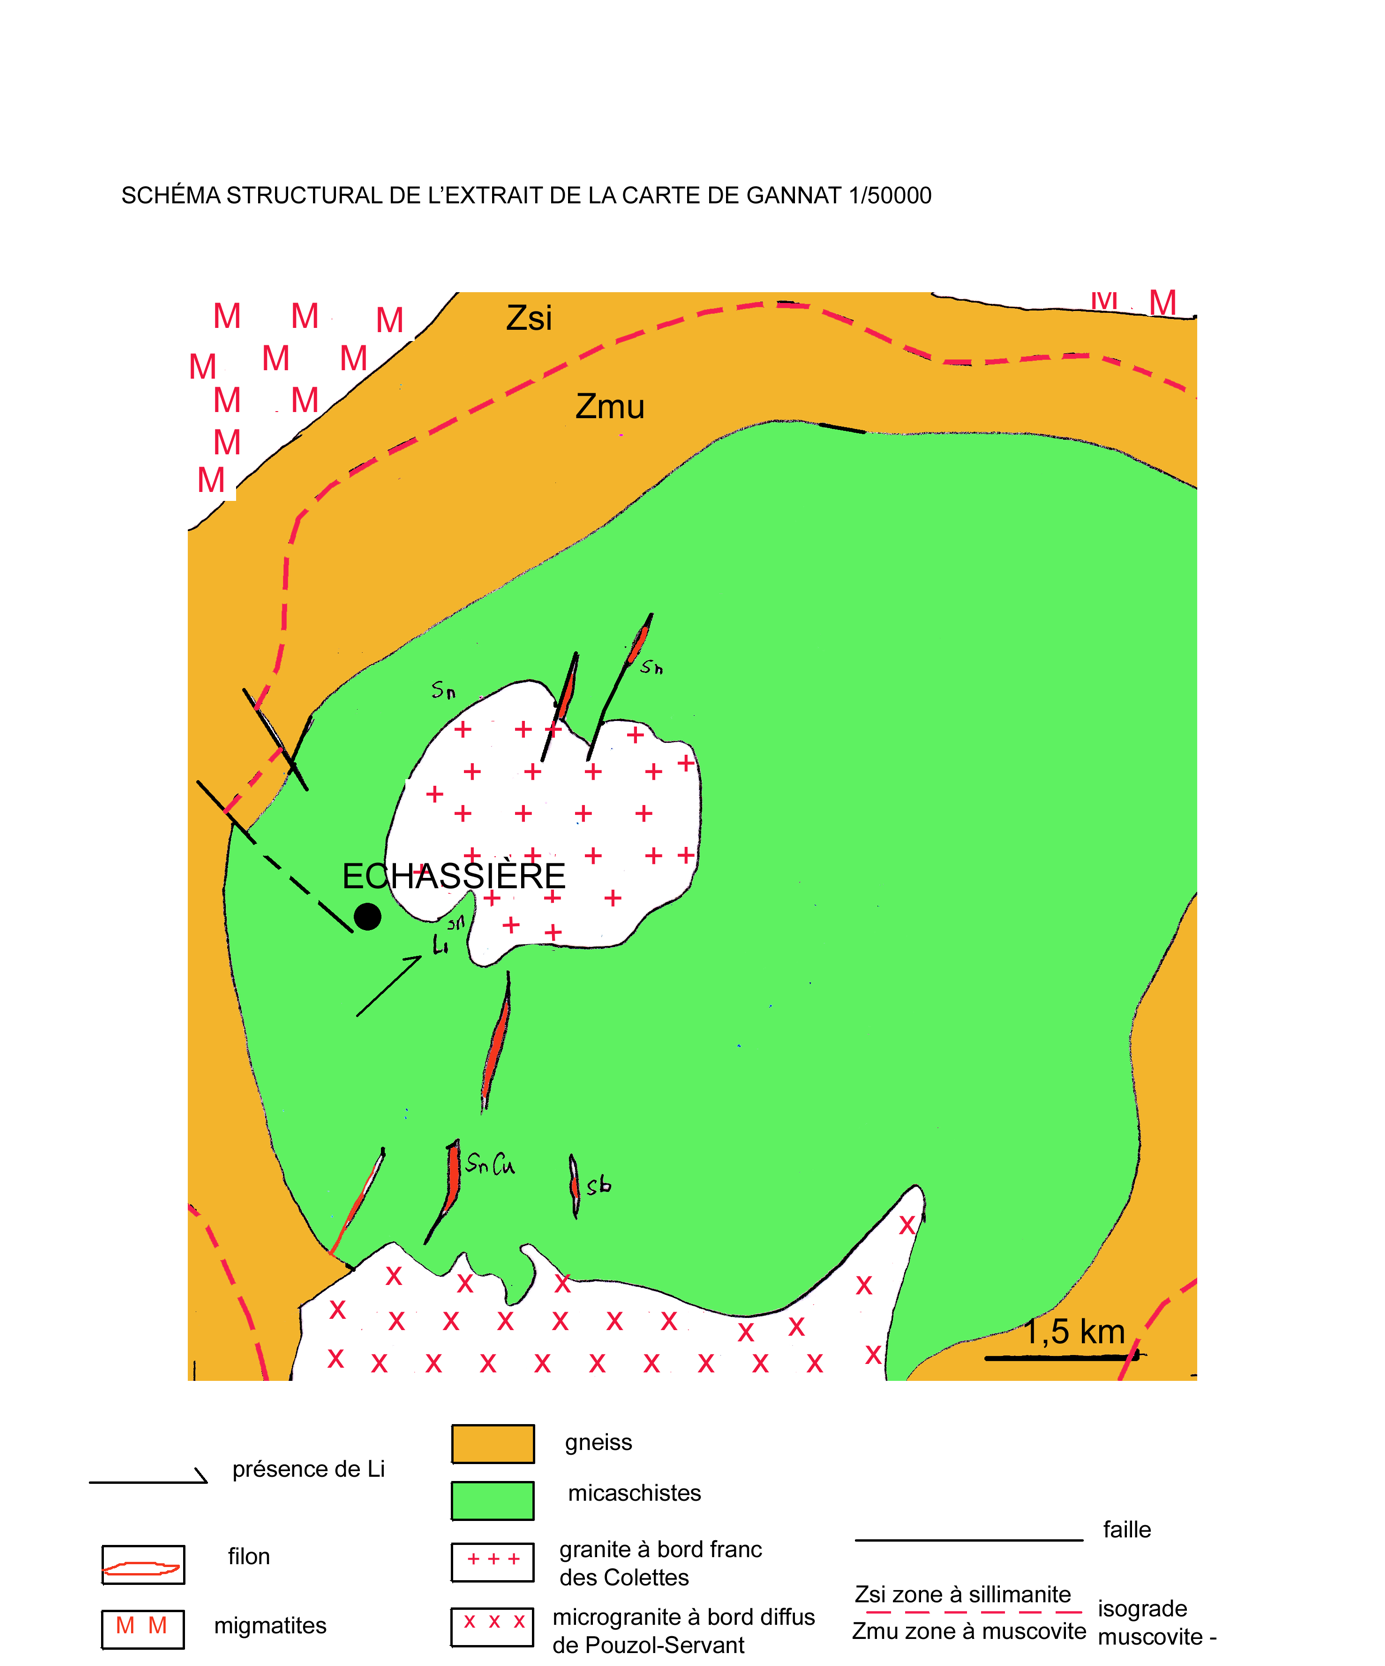 SCHÉMA STRUCTURAL DE L'EXTRAIT DE LA CARTE DE GANNAT 1/50000
M M M Zsi M M
M M M
M M Zmu
M
M
Sn
Sn
ECHASSIÈRE
Sn
Li
Sn Cu
Sb
1,5 km
gneiss
présence de Li
micaschistes
faille
filon
granite à bord franc
des Colettes
Zsi zone à sillimanite
isograde
M M migmatites
microgranite à bord diffus
de Pouzol-Servant
Zmu zone à muscovite
muscovite -